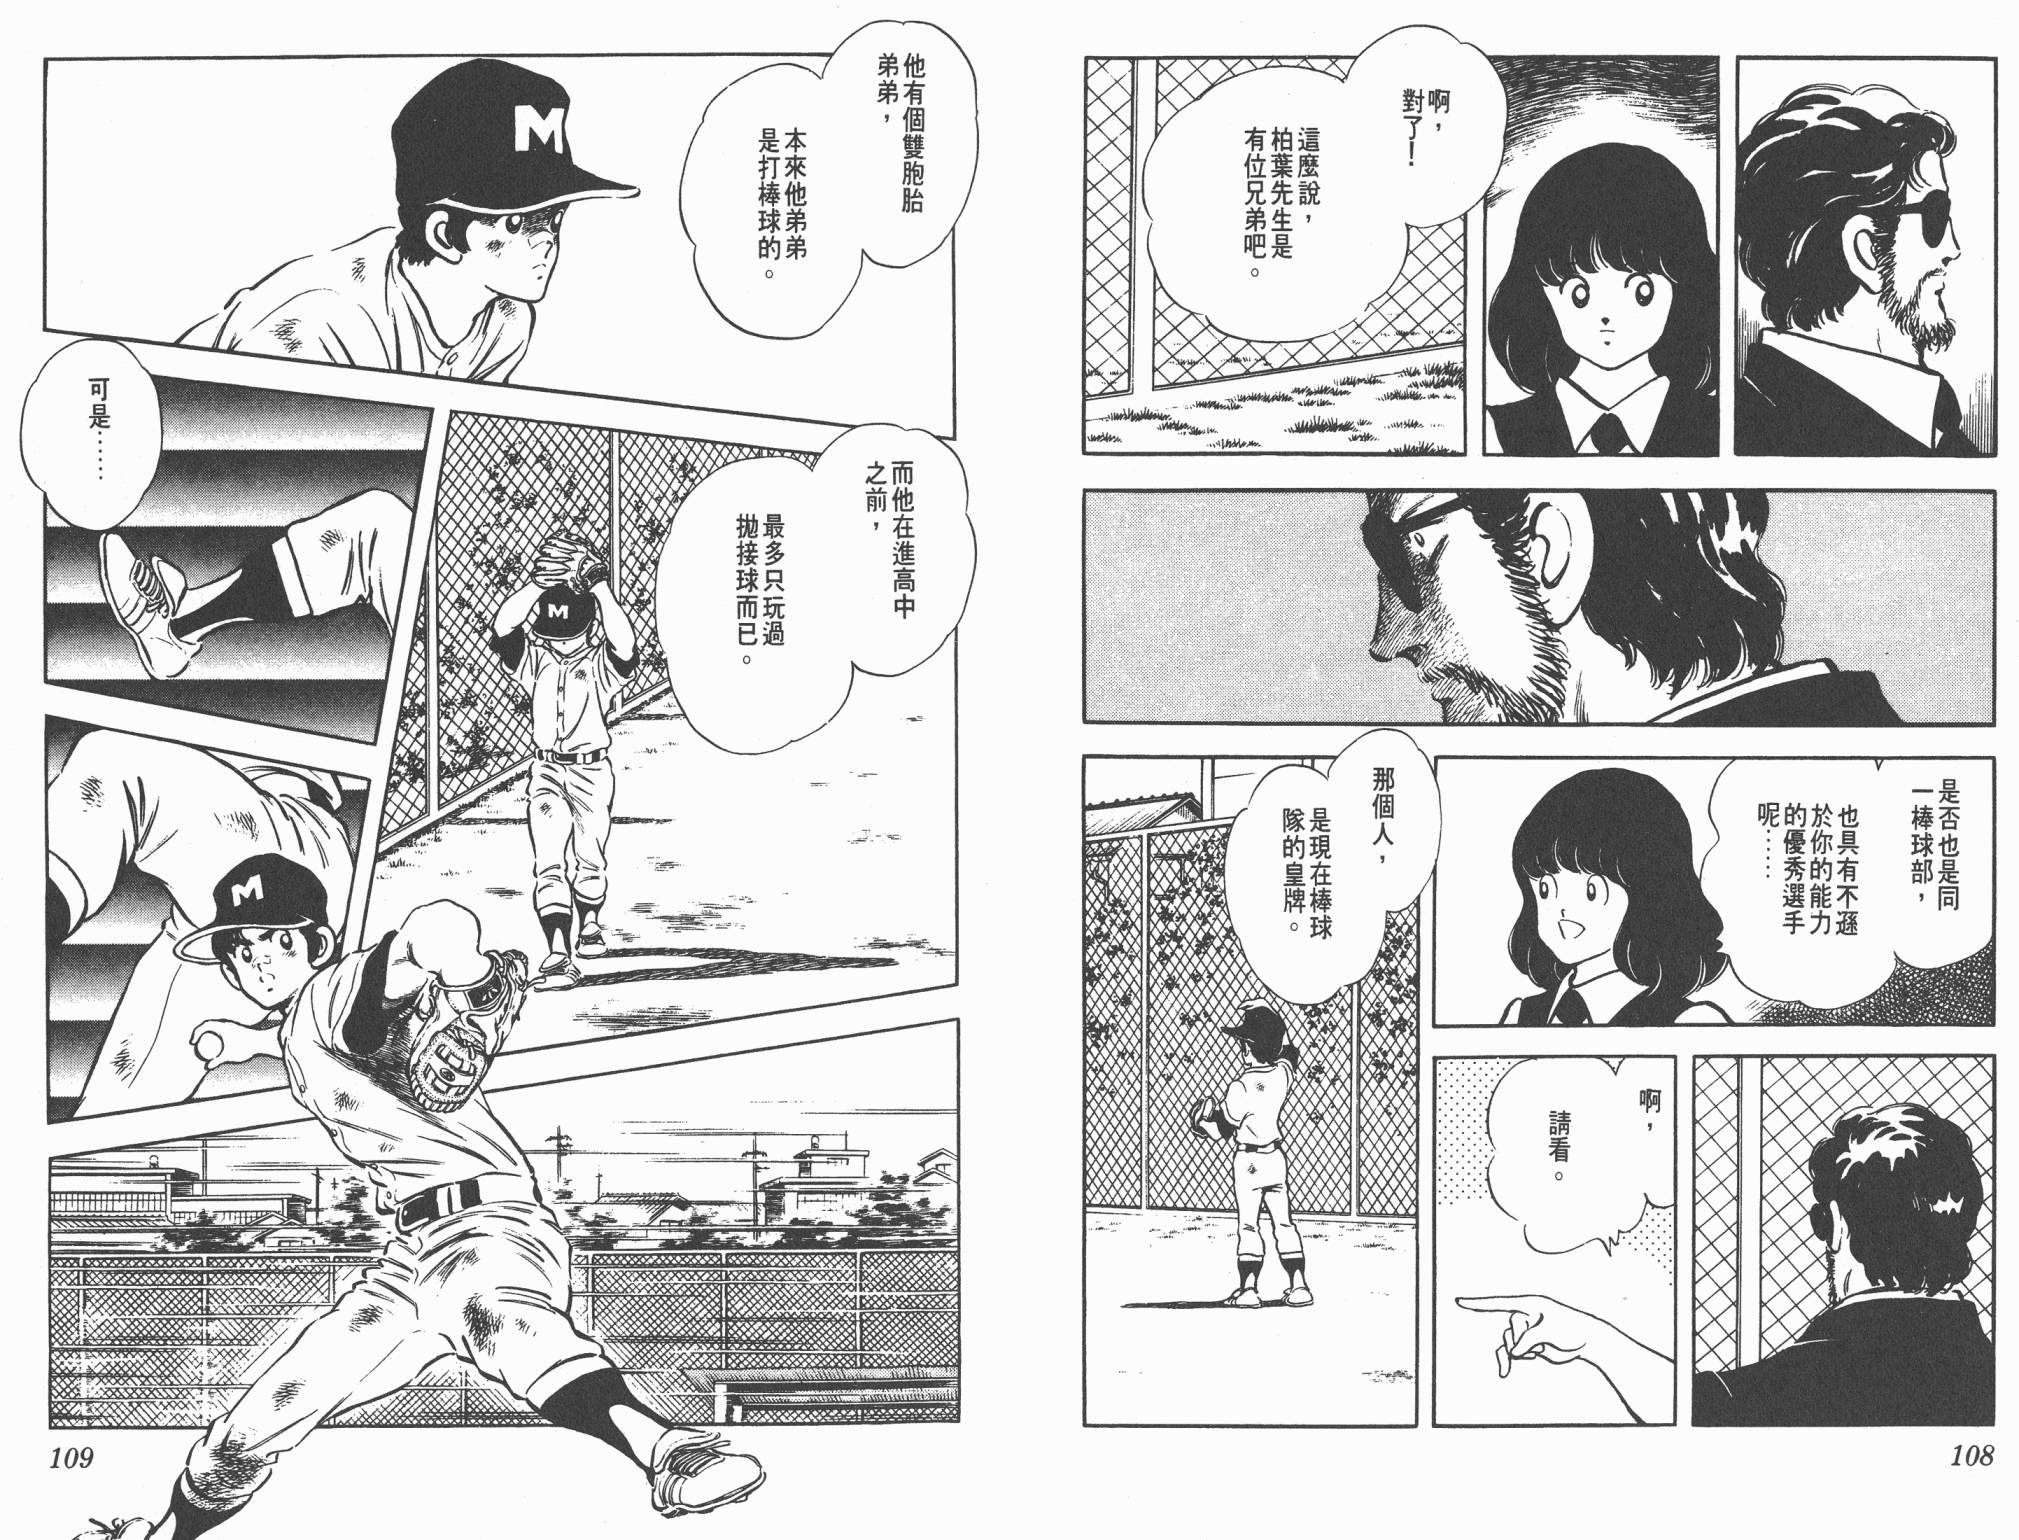 啊，
對了！
這麼說，
柏葉先生是
有位兄弟吧。
是否也是同
一棒球部，
也具有不遜
於你的能力
的優秀選手
呢……
啊，
請看。
那個人，
是現在棒球
隊的皇牌。
108
他有個雙胞胎
弟弟，
本來他弟弟
是打棒球的。
M
而他在進高中
之前，
最多只玩過
拋接球而已。
M
可是……
M
109